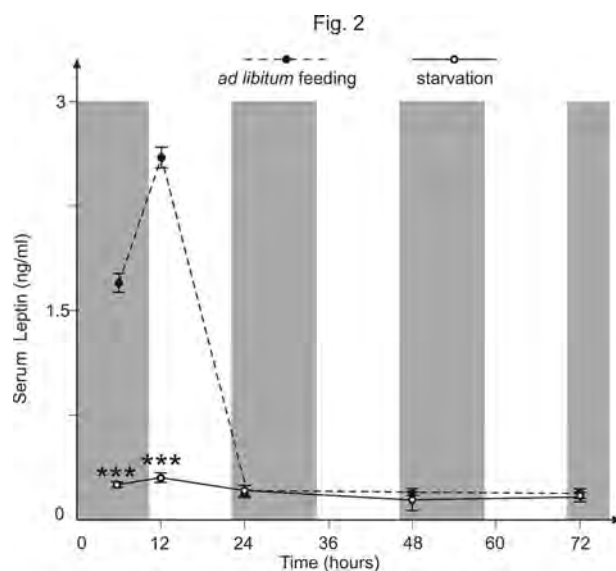 Fig. 2
ad libitum feeding
starvation
3
1.5
0
Serum Leptin (ng/ml)
***
***
0 12 24 36 48 60 72
Time (hours)